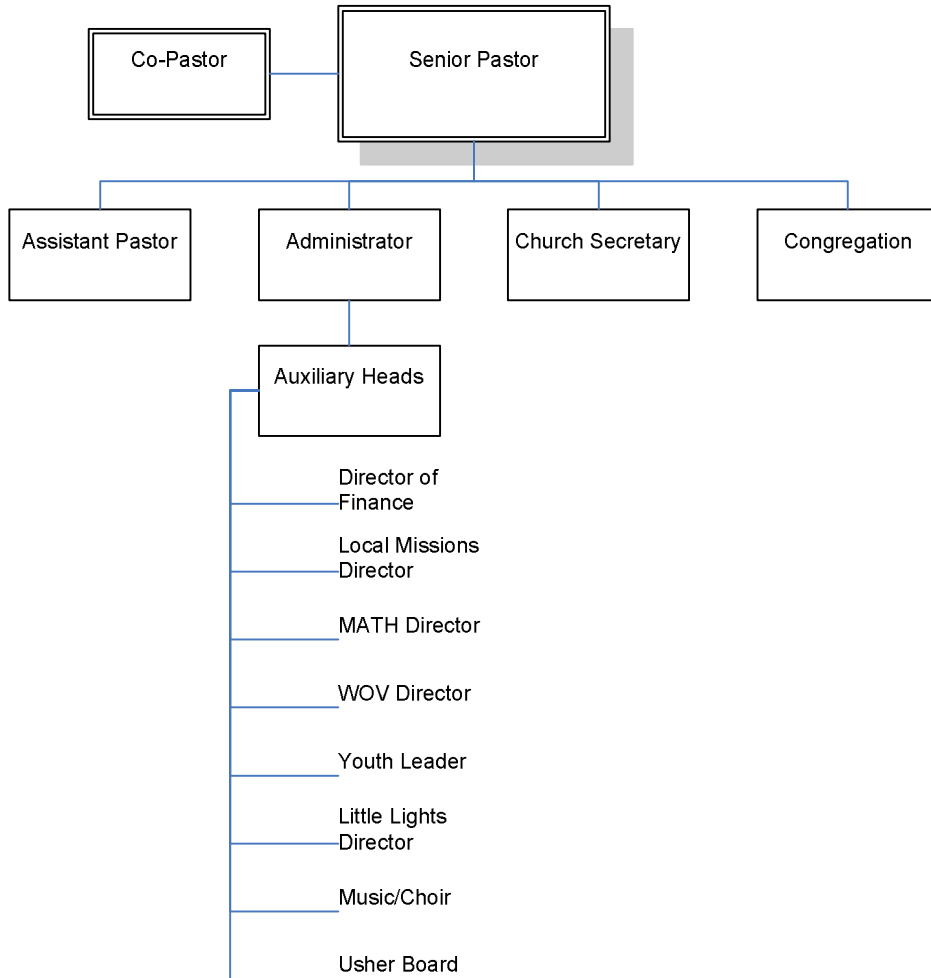 Co-Pastor
Senior Pastor
Assistant Pastor
Administrator
Church Secretary
Congregation
Auxiliary Heads
Director of
Finance
Local Missions
Director
MATH Director
WOV Director
Youth Leader
Little Lights
Director
Music/Choir
Usher Board